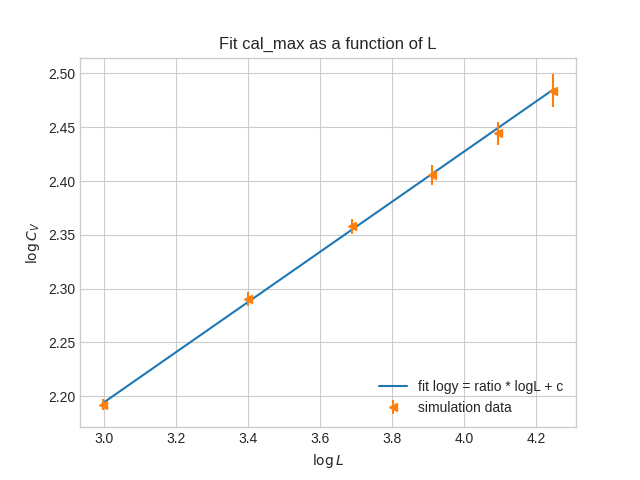 Fit cal_max as a function of L
log C_V
2.50
2.45
2.40
2.35
2.30
2.25
2.20
fit logy = ratio * logL + c
simulation data
3.0 3.2 3.4 3.6 3.8 4.0 4.2
log L